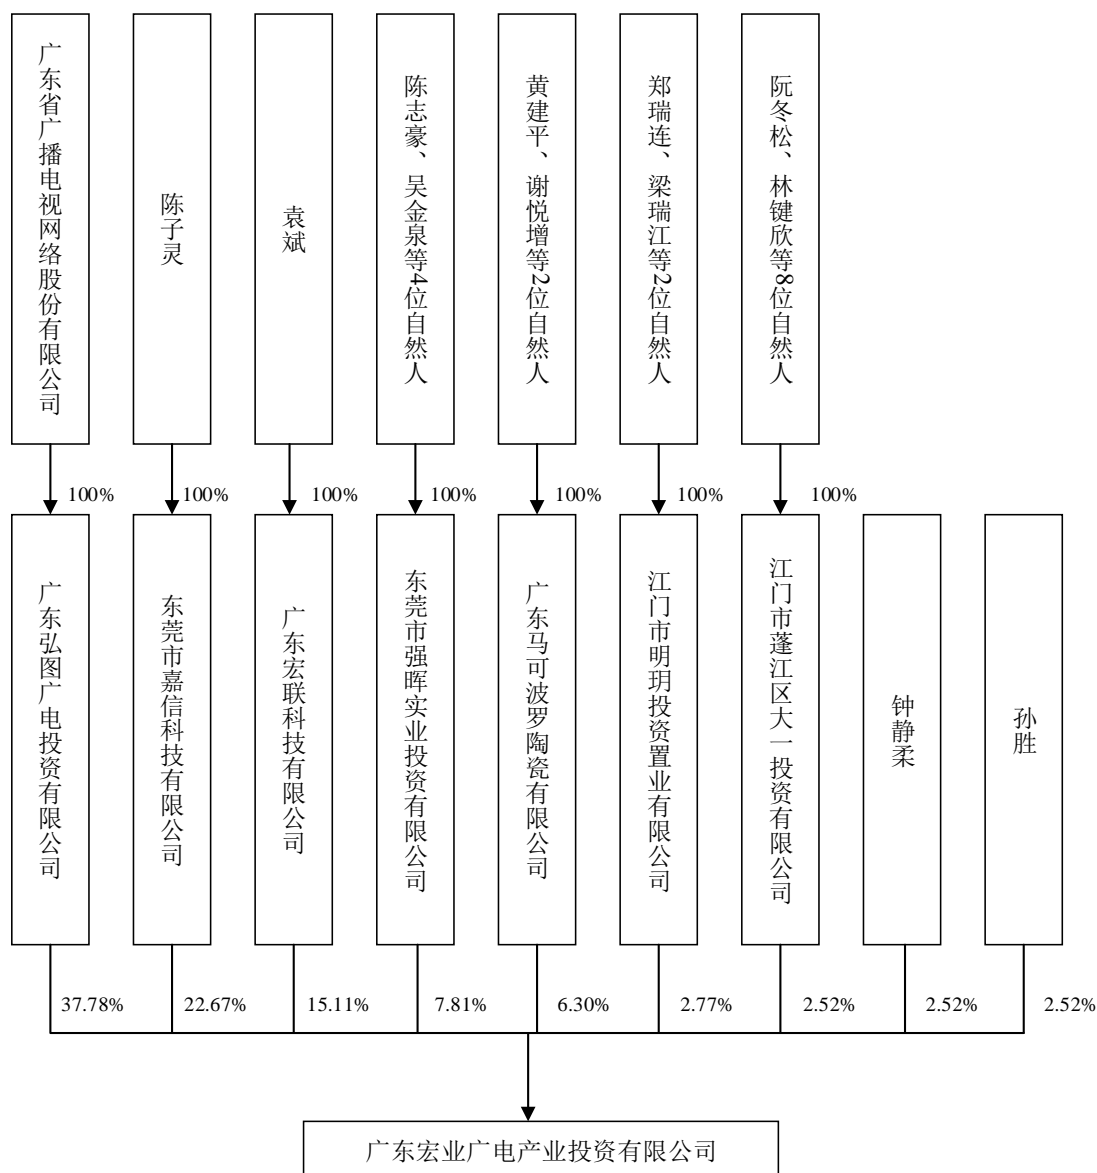 广东省广播电视网络股份有限公司
陈子灵
袁斌
陈志豪、吴金泉等4位自然人
黄建平、谢悦增等2位自然人
郑瑞连、梁瑞江等2位自然人
阮冬松、林键欣等8位自然人
100%
100%
100%
100%
100%
100%
100%
广东弘图广电投资有限公司
东莞市嘉信科技有限公司
广东宏联科技有限公司
东莞市强晖实业投资有限公司
广东马可波罗陶瓷有限公司
江门市明玥投资置业有限公司
江门市蓬江区大一投资有限公司
钟静柔
孙胜
37.78%
22.67%
15.11%
7.81%
6.30%
2.77%
2.52%
2.52%
2.52%
广东宏业广电产业投资有限公司